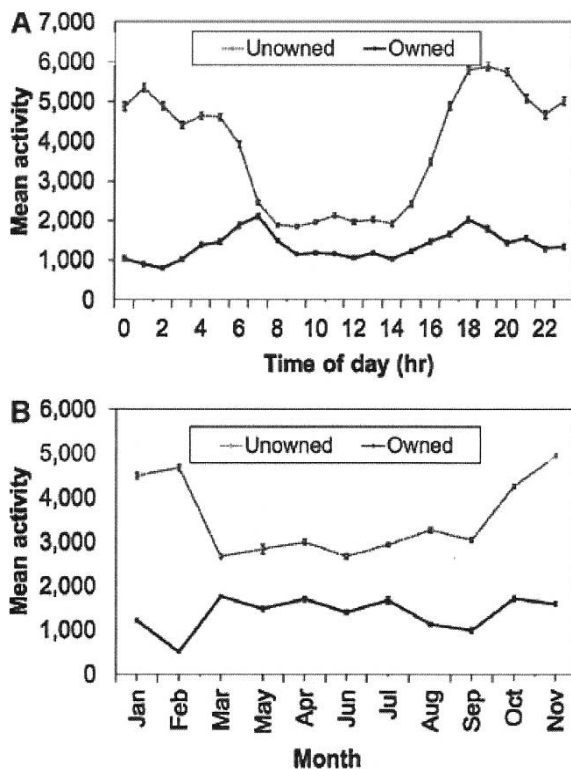 A
7,000
6,000
5,000
4,000
3,000
2,000
1,000
0
Mean activity
Unowned Owned
0 2 4 6 8 10 12 14 16 18 20 22
Time of day (hr)
B
6,000
5,000
4,000
3,000
2,000
1,000
0
Mean activity
Unowned Owned
Jan Feb Mar May Apr Jun Jul Aug Sep Oct Nov
Month